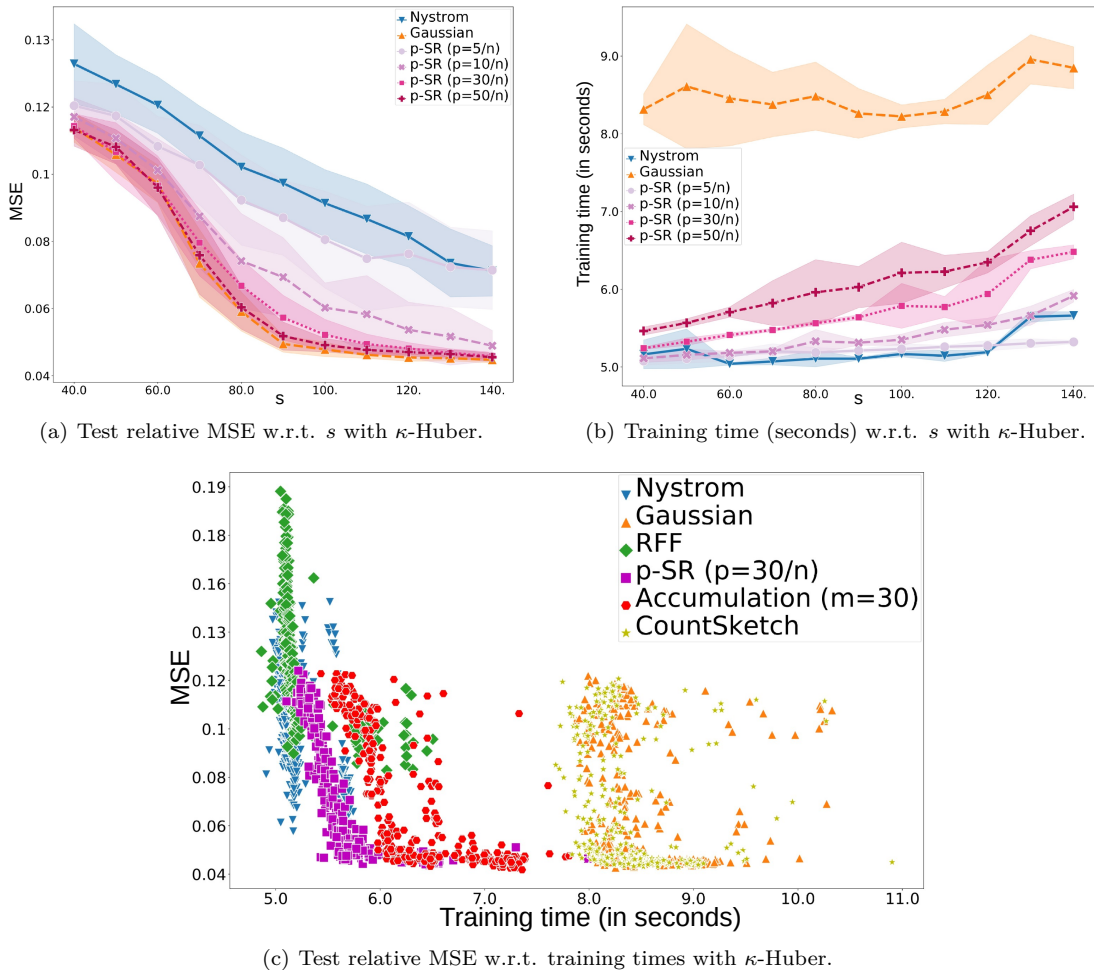 0.13
0.12
0.1
0.08
0.06
0.04
MSE
40.0 60.0 80.0 100. 120. 140.
s
Nystrom
Gaussian
p-SR (p=5/n)
p-SR (p=10/n)
p-SR (p=30/n)
p-SR (p=50/n)
(a) Test relative MSE w.r.t. s with κ-Huber.
9.0
8.0
7.0
6.0
5.0
Training time (in seconds)
40.0 60.0 80.0 100. 120. 140.
s
Nystrom
Gaussian
p-SR (p=5/n)
p-SR (p=10/n)
p-SR (p=30/n)
p-SR (p=50/n)
(b) Training time (seconds) w.r.t. s with κ-Huber.
0.19
0.16
0.13
0.12
0.1
0.08
0.06
0.04
MSE
5.0 6.0 7.0 8.0 9.0 10.0 11.0
Training time (in seconds)
Nystrom
Gaussian
RFF
p-SR (p=30/n)
Accumulation (m=30)
CountSketch
(c) Test relative MSE w.r.t. training times with κ-Huber.